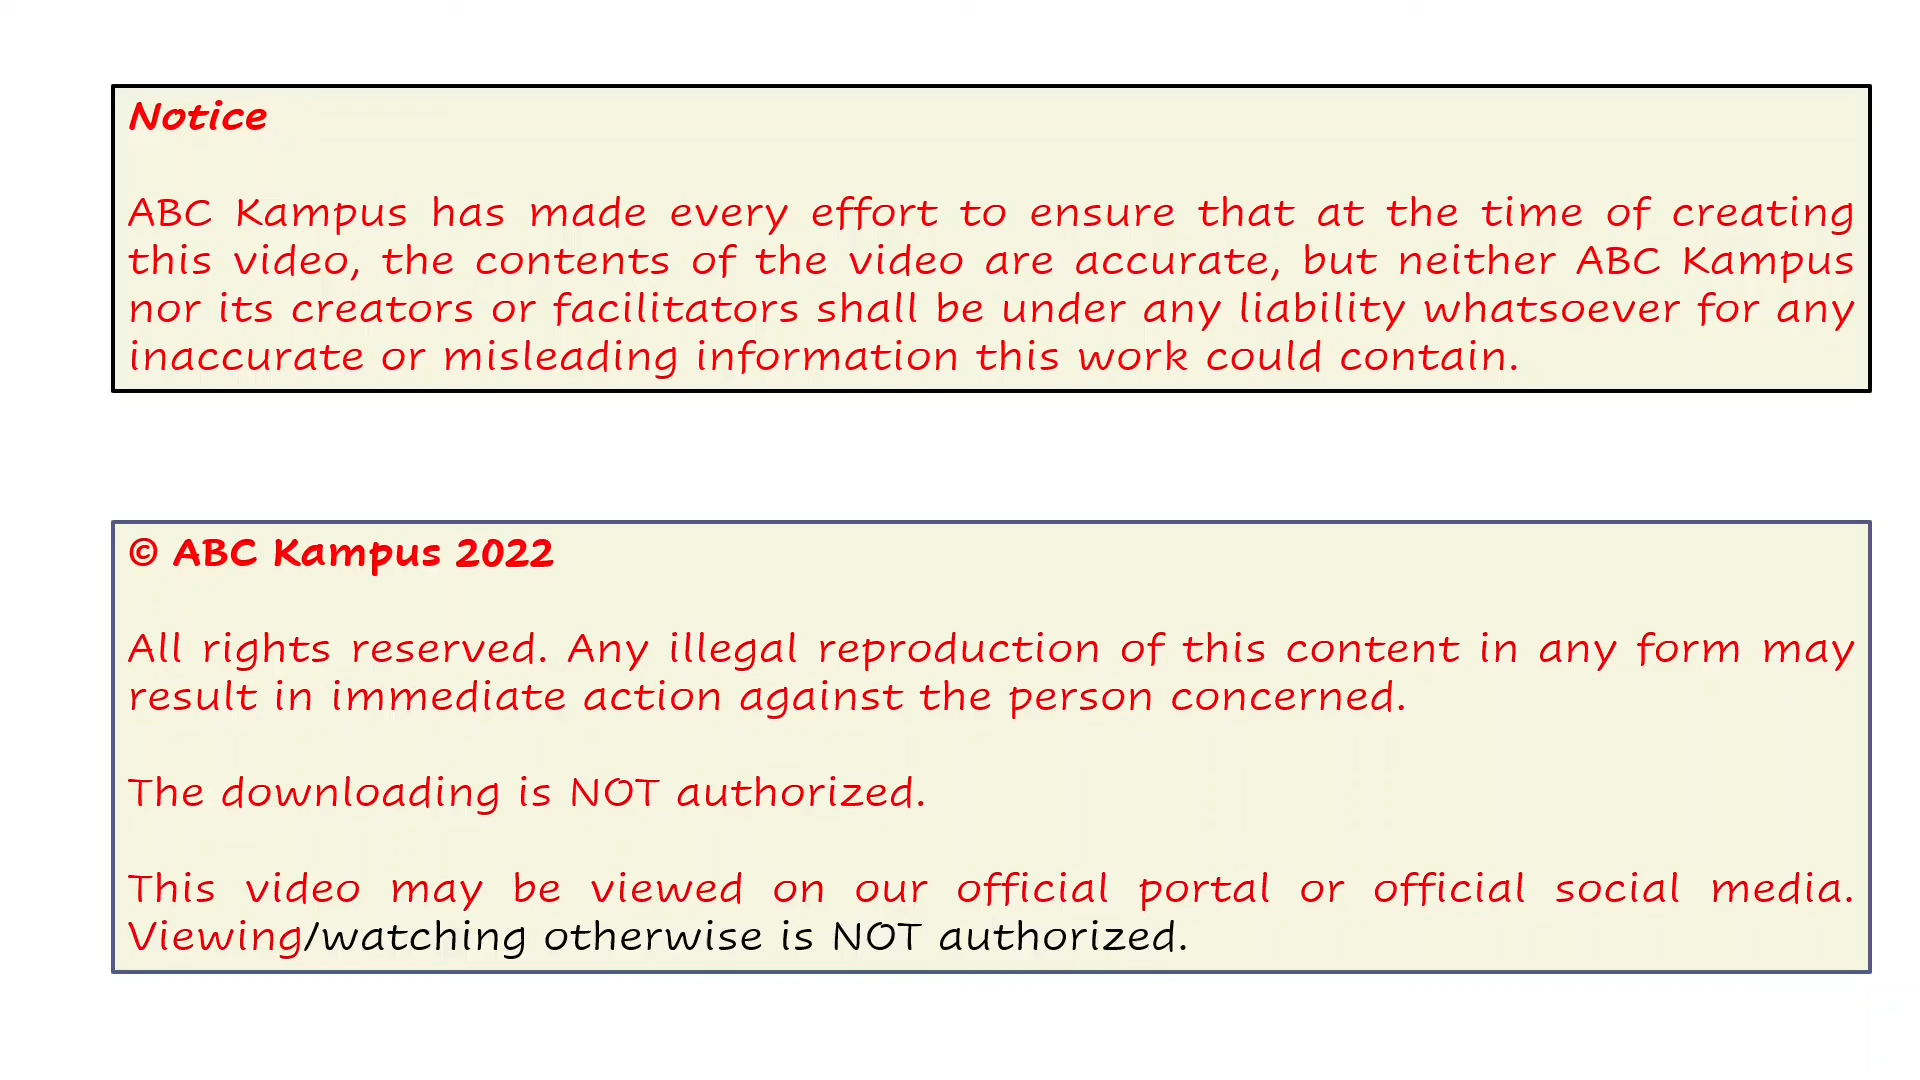 Notice
ABC Kampus has made every effort to ensure that at the time of creating
this video, the contents of the video are accurate, but neither ABC Kampus
nor its creators or facilitators shall be under any liability whatsoever for any
inaccurate or misleading information this work could contain.
© ABC Kampus 2022
All rights reserved. Any illegal reproduction of this content in any form may
result in immediate action against the person concerned.
The downloading is NOT authorized.
This video may be viewed on our official portal or official social media.
Viewing/watching otherwise is NOT authorized.